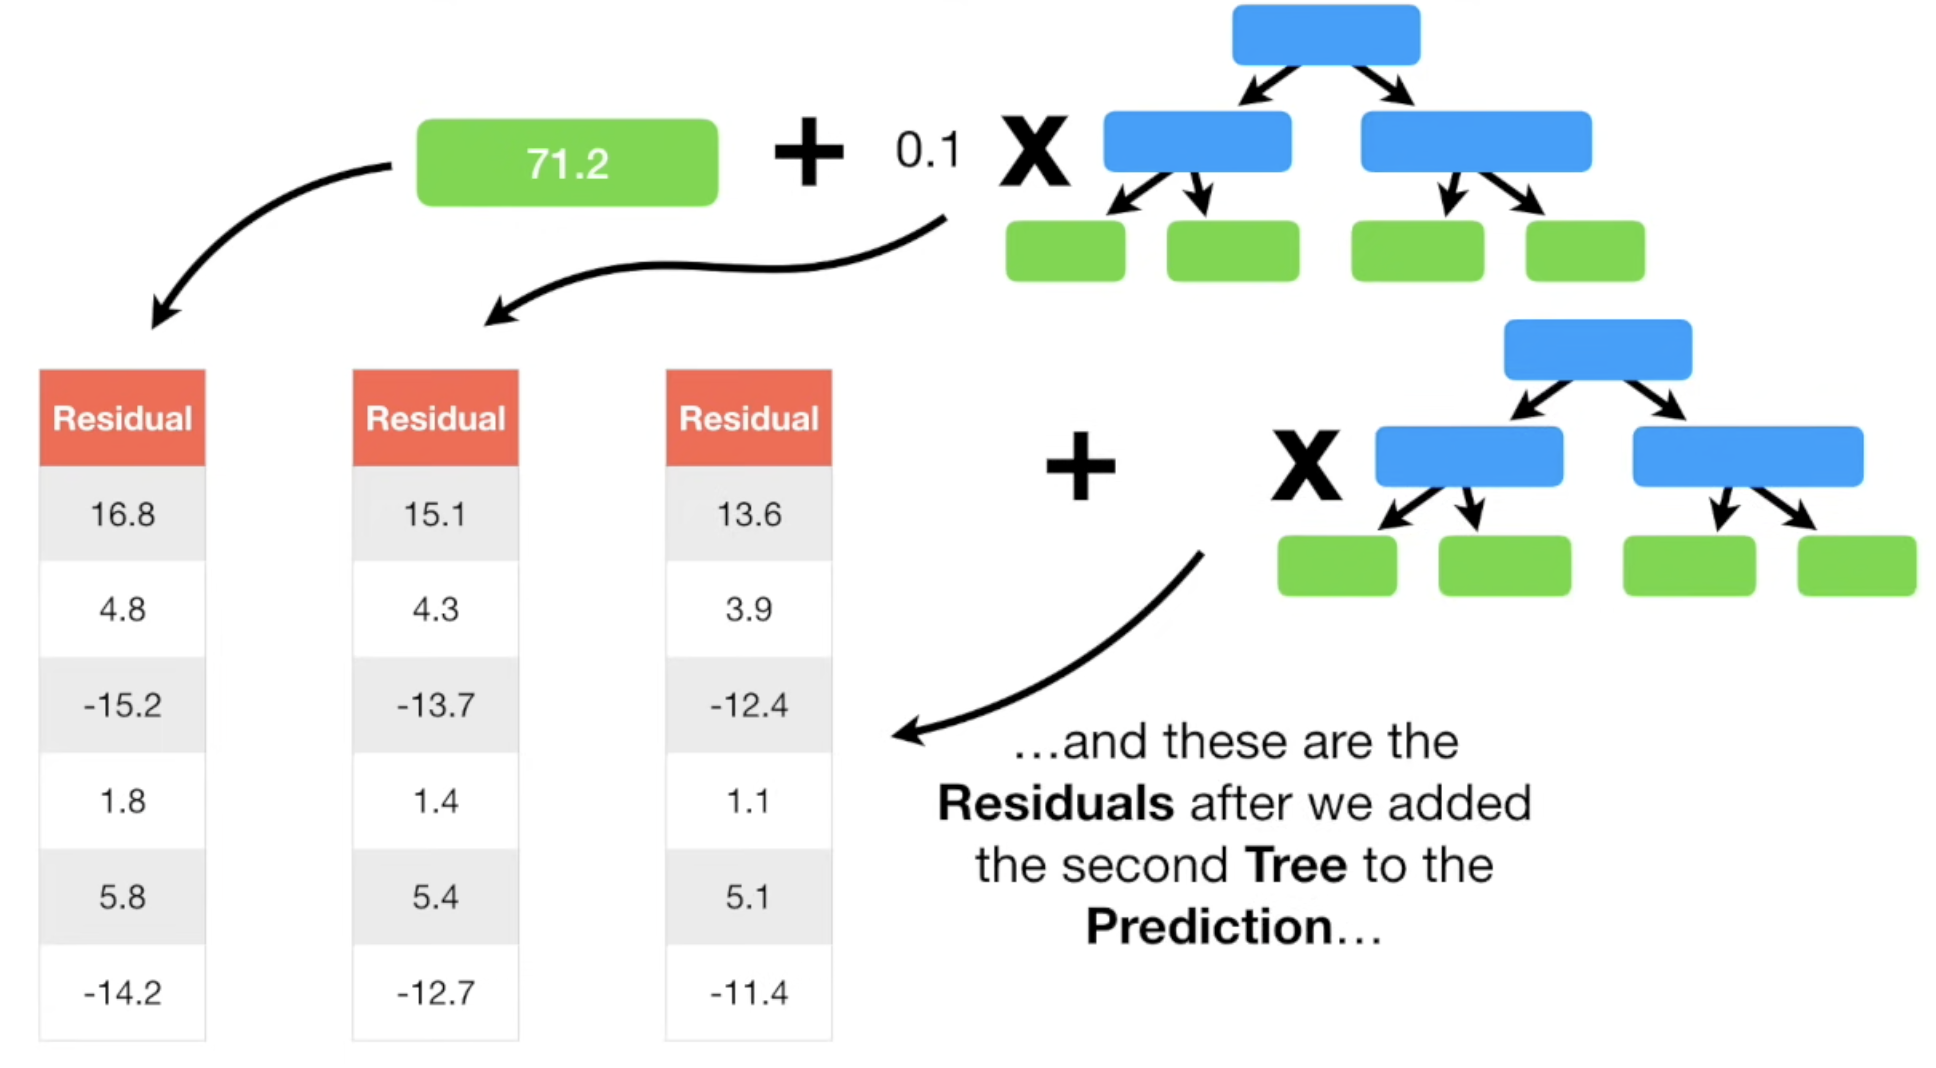 71.2
+
0.1
X
+
X
Residual
16.8
4.8
-15.2
1.8
5.8
-14.2
Residual
15.1
4.3
-13.7
1.4
5.4
-12.7
Residual
13.6
3.9
-12.4
1.1
5.1
-11.4
…and these are the
Residuals after we added
the second Tree to the
Prediction…